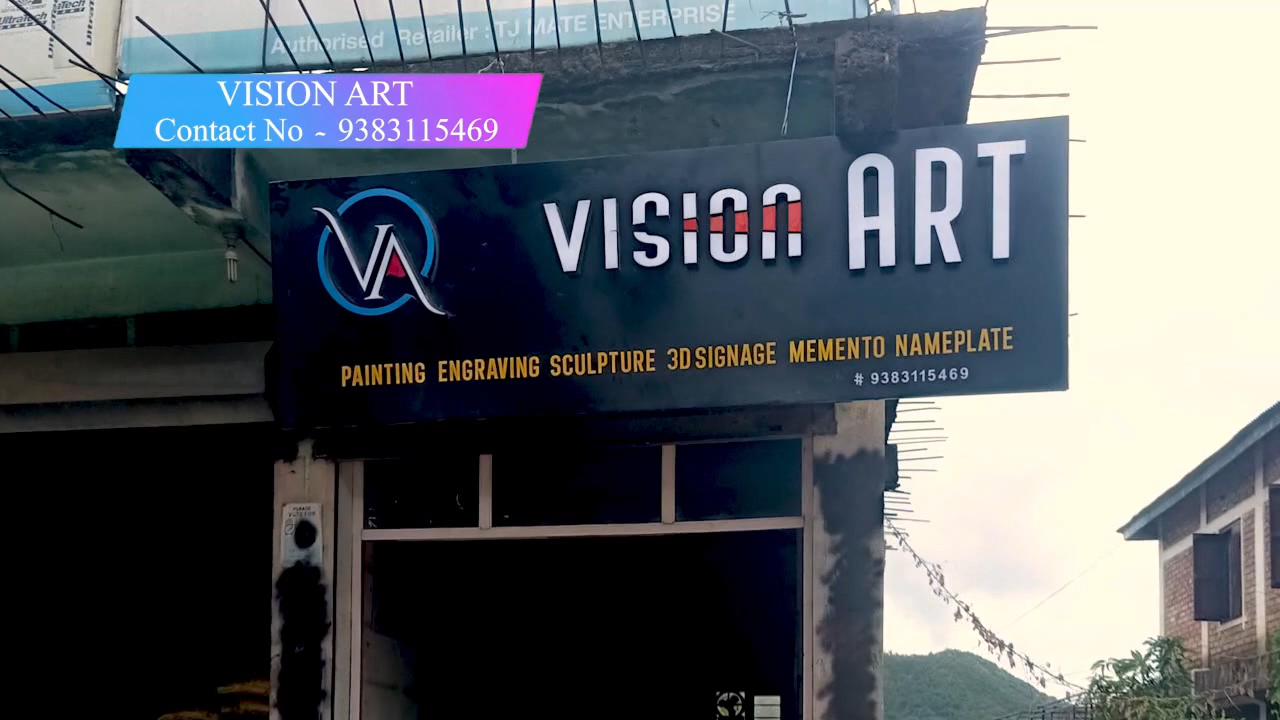 UltraTech
Authorised Retailer : TJ MATE ENTERPRISE
VISION ART
Contact No ~ 9383115469
VA
VISION ART
PAINTING ENGRAVING SCULPTURE 3D SIGNAGE MEMENTO NAMEPLATE
# 9383115469